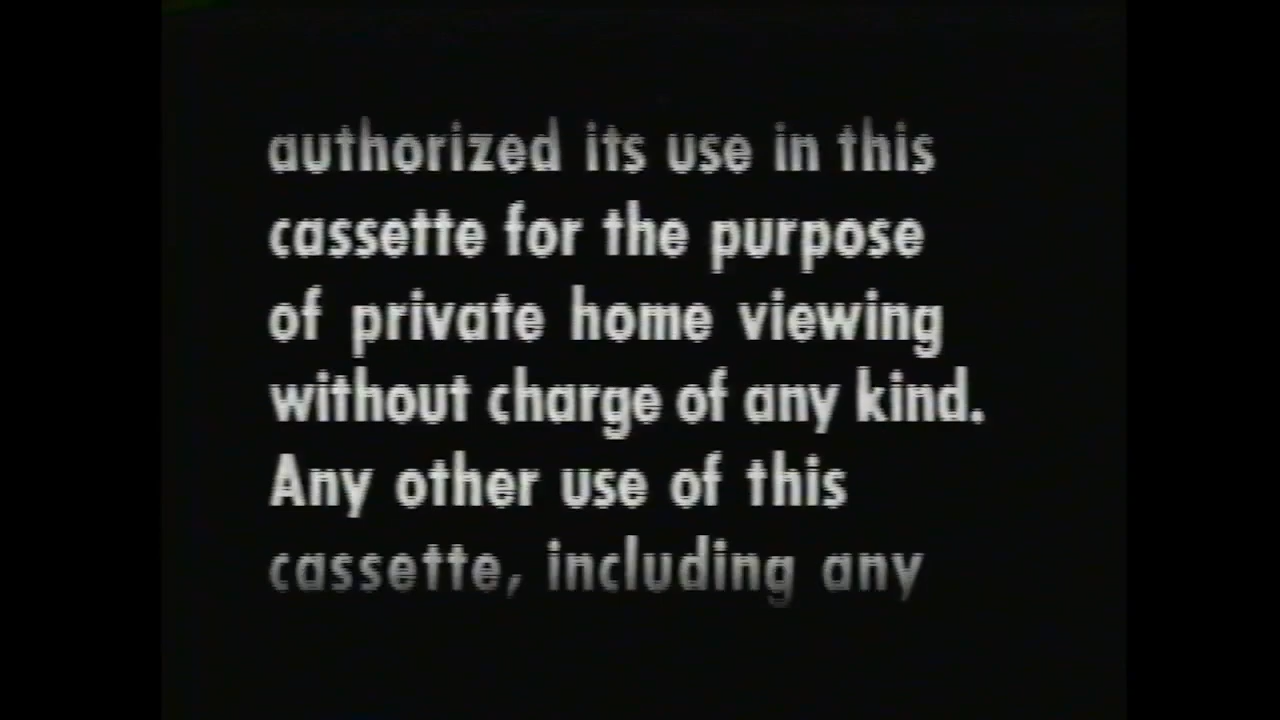 authorized its use in this
cassette for the purpose
of private home viewing
without charge of any kind.
Any other use of this
cassette, including any